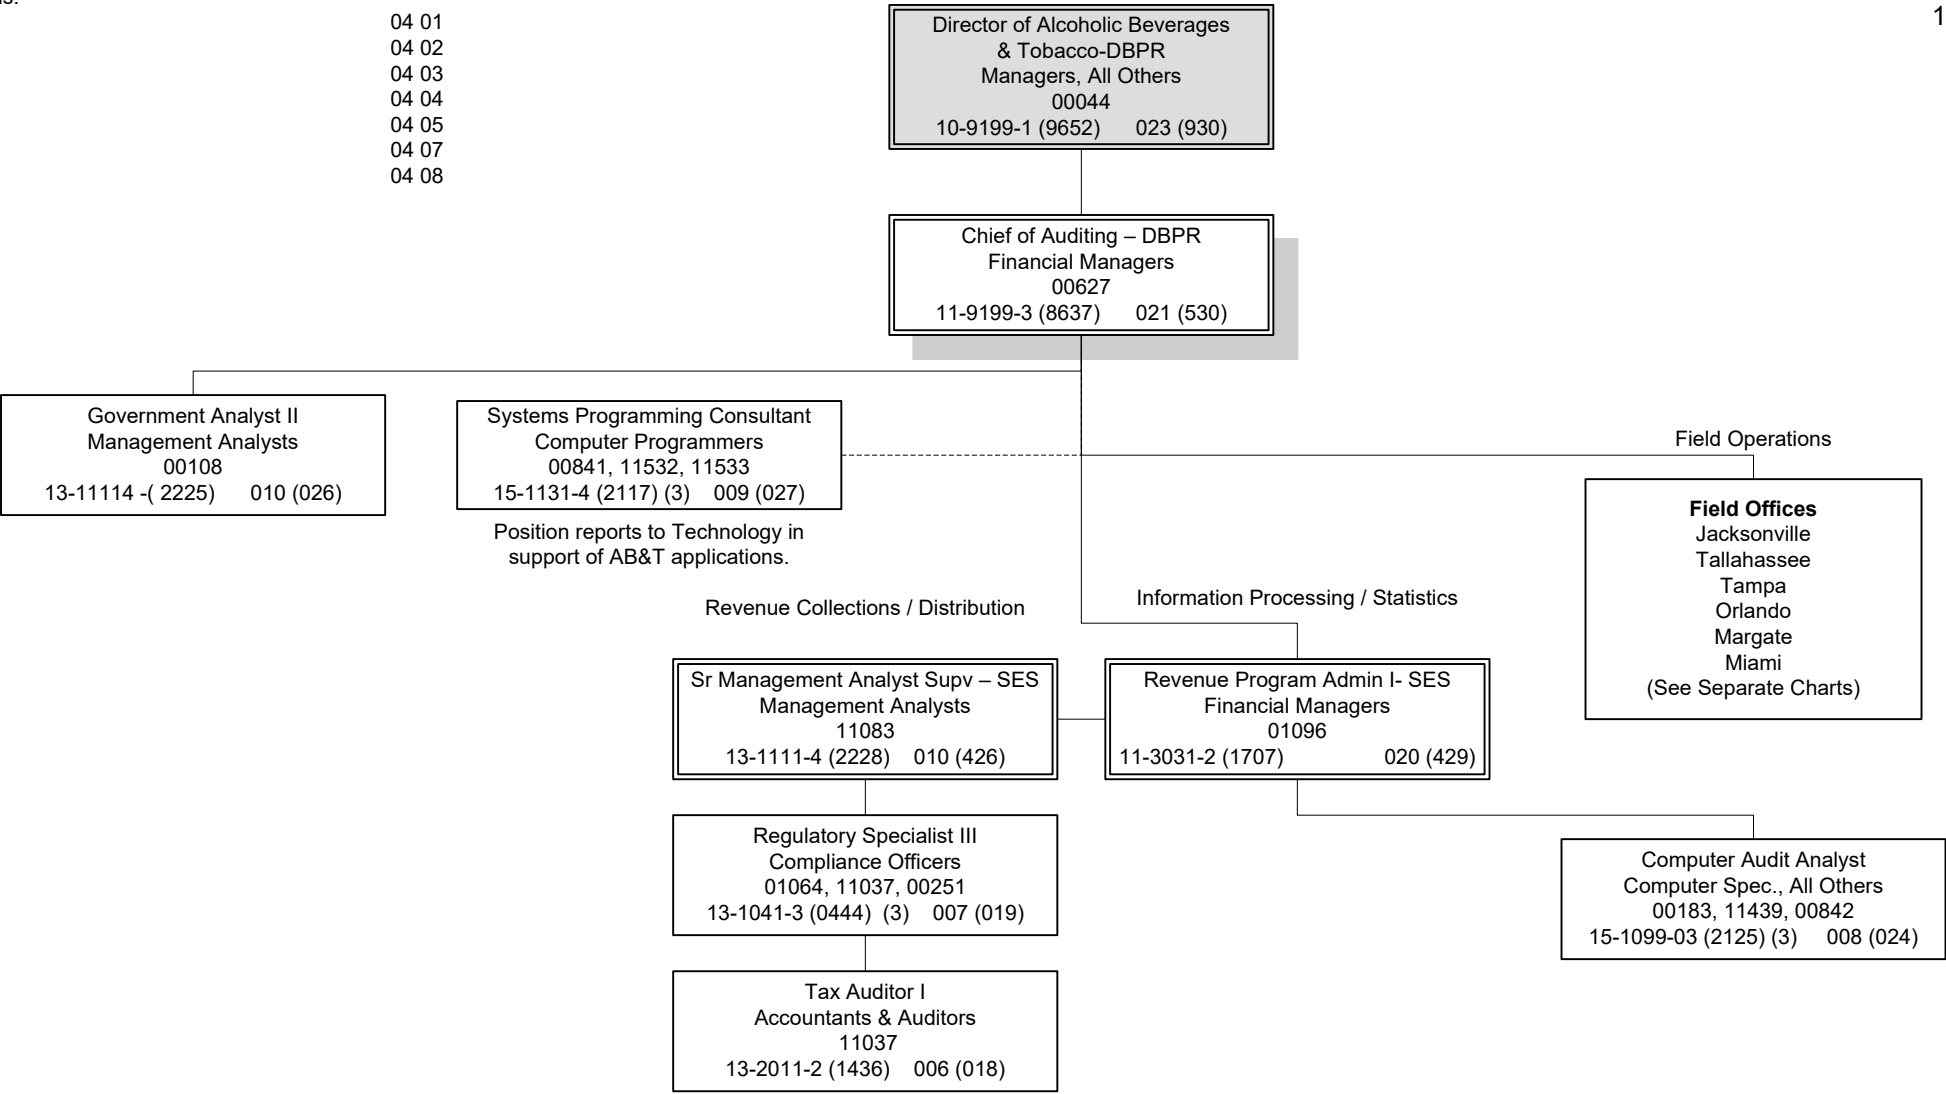 04 01
04 02
04 03
04 04
04 05
04 07
04 08
1
Director of Alcoholic Beverages
& Tobacco-DBPR
Managers, All Others
00044
10-9199-1 (9652) 023 (930)
Chief of Auditing – DBPR
Financial Managers
00627
11-9199-3 (8637) 021 (530)
Government Analyst II
Management Analysts
00108
13-11114 -( 2225) 010 (026)
Systems Programming Consultant
Computer Programmers
00841, 11532, 11533
15-1131-4 (2117) (3) 009 (027)
Position reports to Technology in
support of AB&T applications.
Field Operations
Field Offices
Jacksonville
Tallahassee
Tampa
Orlando
Margate
Miami
(See Separate Charts)
Revenue Collections / Distribution
Information Processing / Statistics
Sr Management Analyst Supv – SES
Management Analysts
11083
13-1111-4 (2228) 010 (426)
Revenue Program Admin I- SES
Financial Managers
01096
11-3031-2 (1707) 020 (429)
Regulatory Specialist III
Compliance Officers
01064, 11037, 00251
13-1041-3 (0444) (3) 007 (019)
Computer Audit Analyst
Computer Spec., All Others
00183, 11439, 00842
15-1099-03 (2125) (3) 008 (024)
Tax Auditor I
Accountants & Auditors
11037
13-2011-2 (1436) 006 (018)